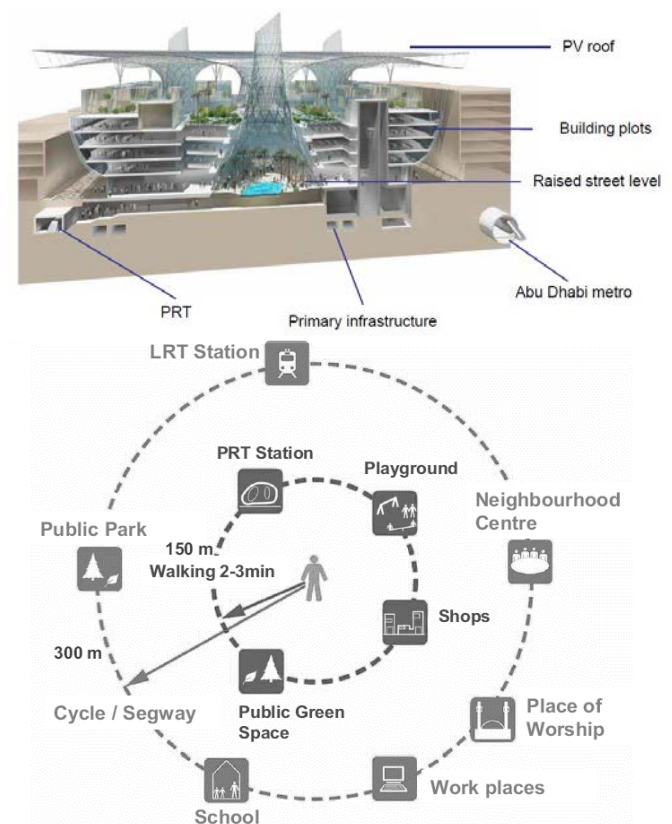 PV roof
Building plots
Raised street level
Abu Dhabi metro
PRT
Primary infrastructure
LRT Station
PRT Station
Playground
Neighbourhood
Centre
Public Park
150 m
Walking 2-3min
Shops
300 m
Cycle / Segway
Public Green
Space
Place of
Worship
Work places
School